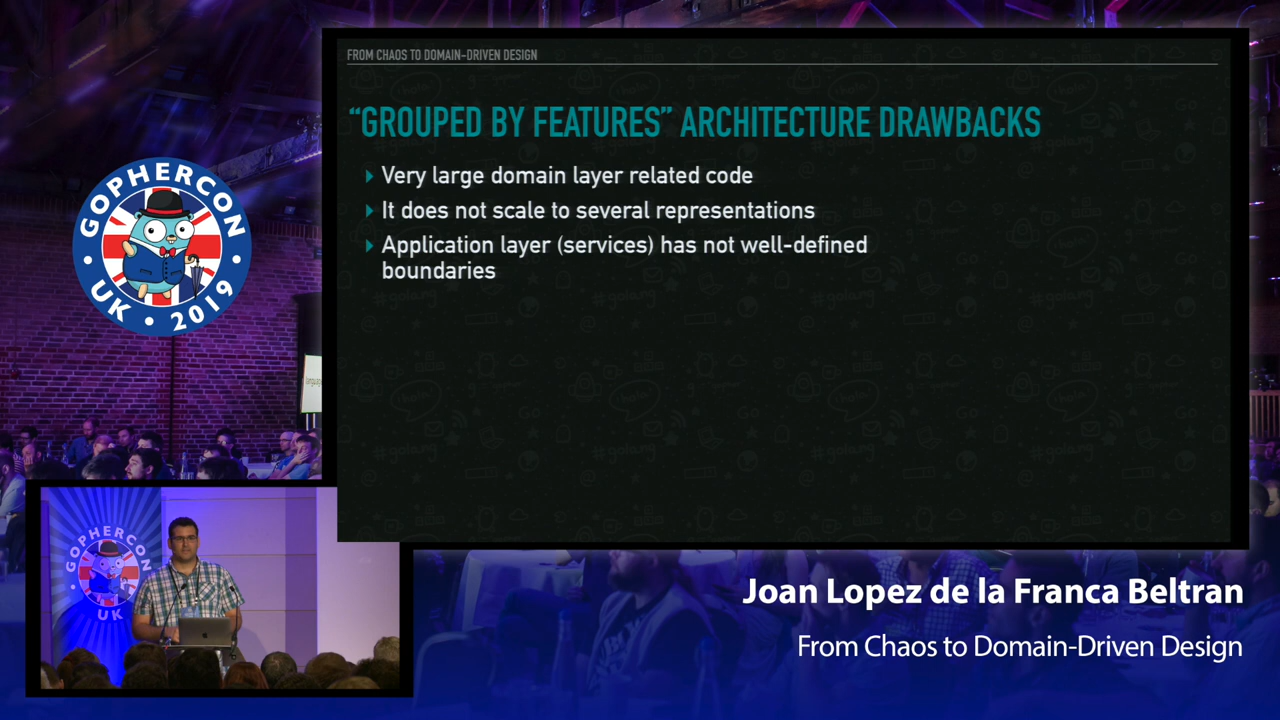 FROM CHAOS TO DOMAIN-DRIVEN DESIGN
“GROUPED BY FEATURES” ARCHITECTURE DRAWBACKS
Very large domain layer related code
It does not scale to several representations
Application layer (services) has not well-defined
boundaries
GOPHERCON
UK • 2019
GOPHERCON
UK
Joan Lopez de la Franca Beltran
From Chaos to Domain-Driven Design